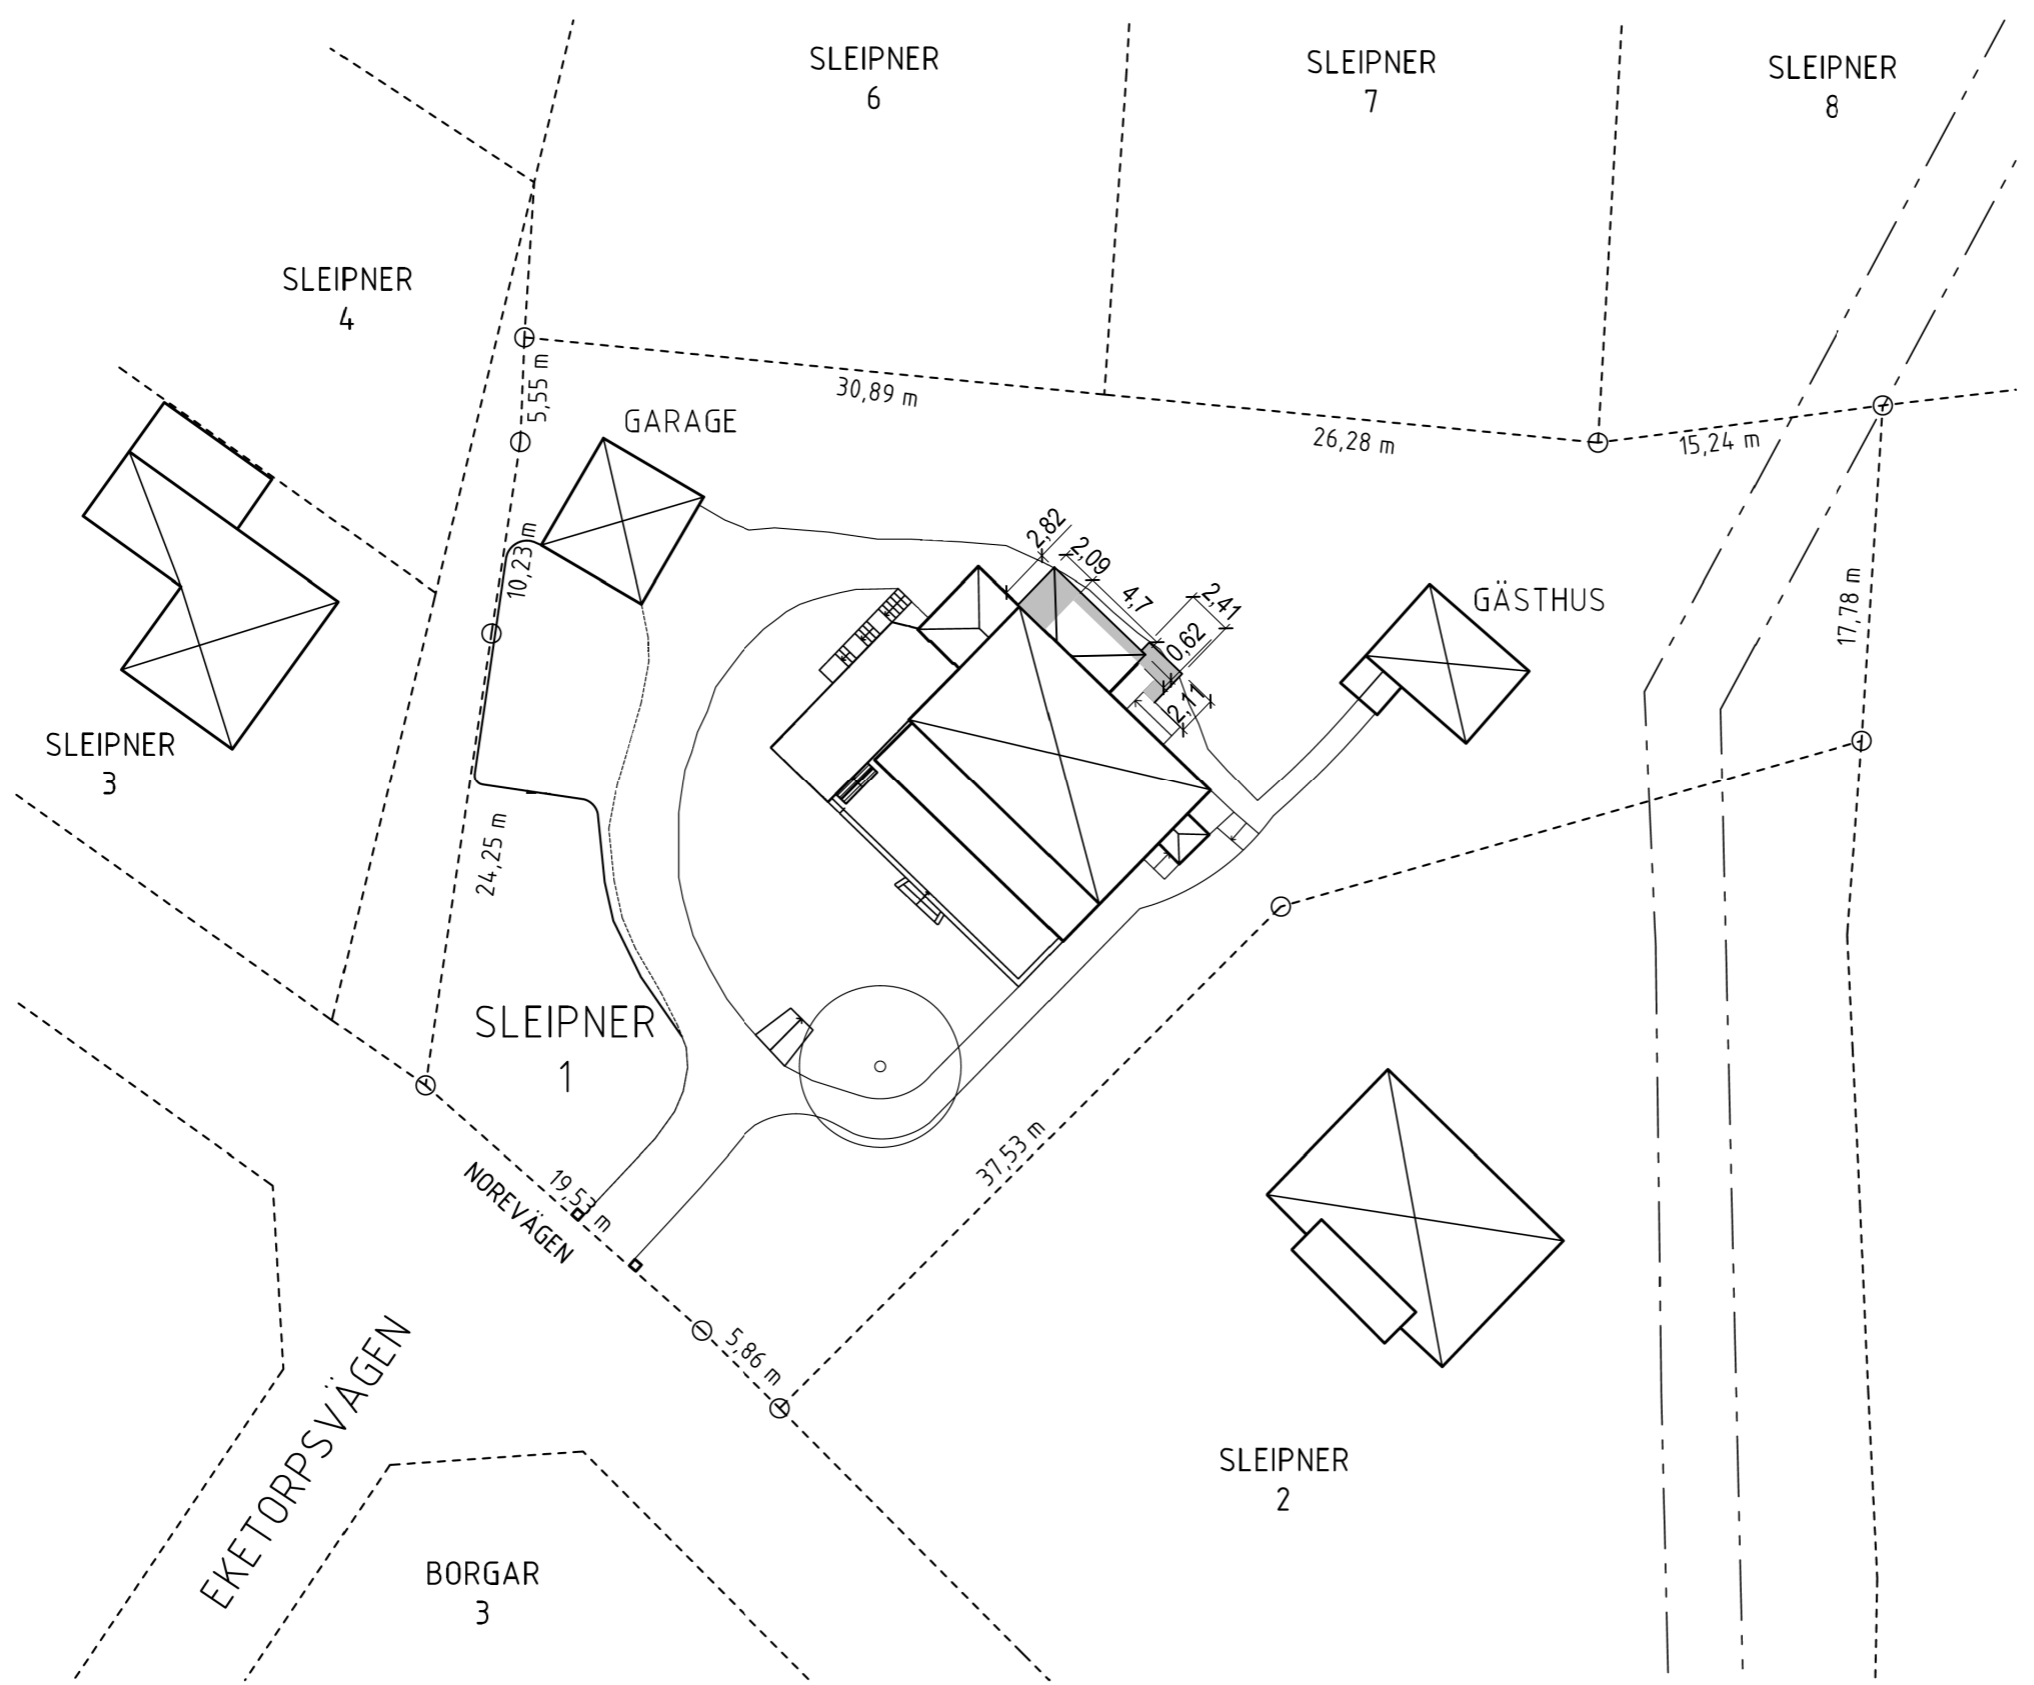 SLEIPNER
6
SLEIPNER
7
SLEIPNER
8
SLEIPNER
4
5,55 m
30,89 m
26,28 m
15,24 m
GARAGE
10,23 m
2,82
2,09
4,7
2,41
0,62
2,11
GÄSTHUS
17,78 m
SLEIPNER
3
24,25 m
SLEIPNER
1
19,53 m
NOREVÄGEN
37,53 m
5,86 m
EKETORPSVÄGEN
SLEIPNER
2
BORGAR
3